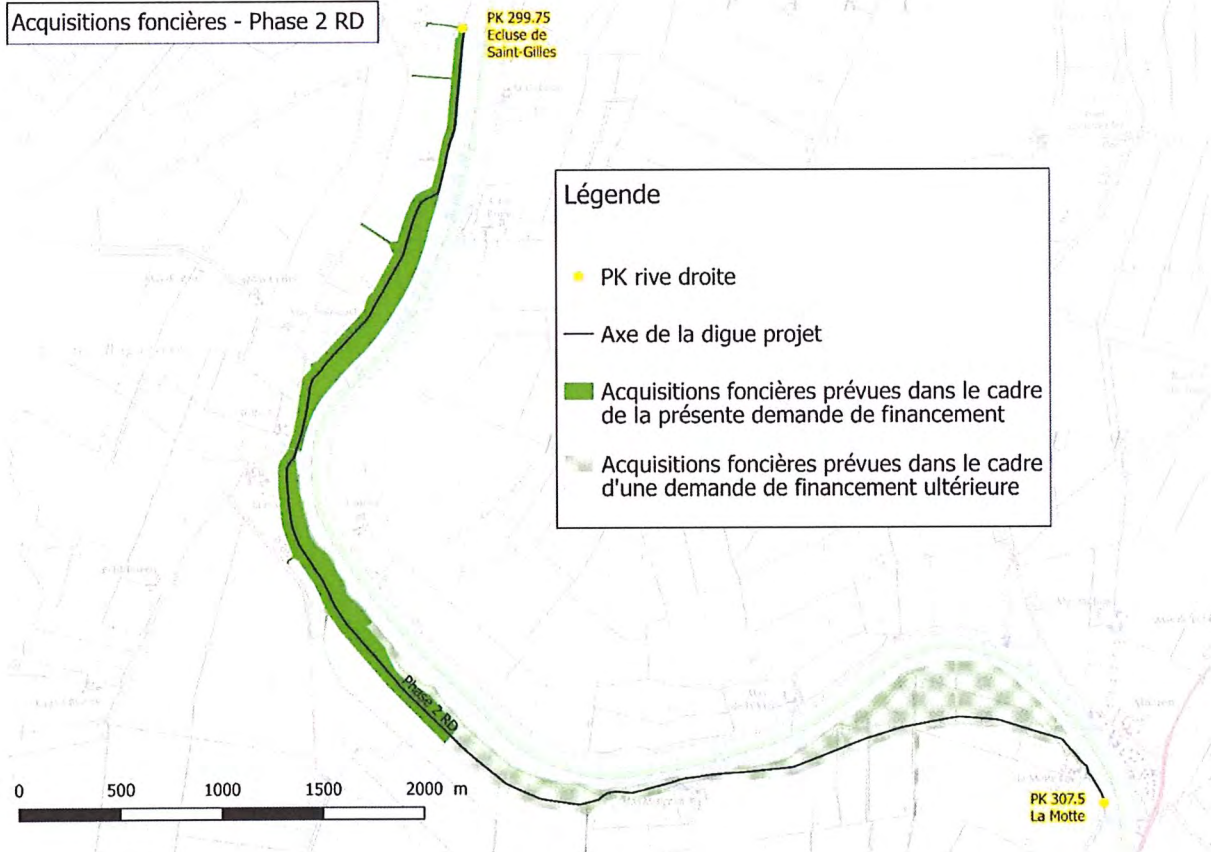 Acquisitions foncières - Phase 2 RD
PK 299.75
Ecluse de
Saint-Gilles
Légende
PK rive droite
Axe de la digue projet
Acquisitions foncières prévues dans le cadre
de la présente demande de financement
Acquisitions foncières prévues dans le cadre
d'une demande de financement ultérieure
Phase 2 RD
0 500 1000 1500 2000 m
PK 307.5
La Motte